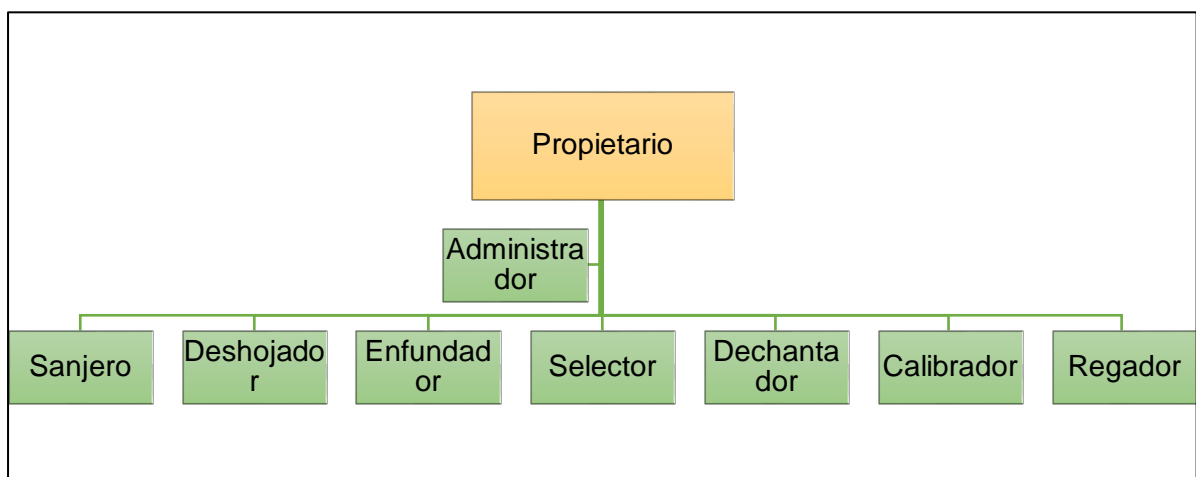 Propietario
Administra
dor
Sanjero
Deshojado
r
Enfundad
or
Selector
Dechanta
dor
Calibrador
Regador